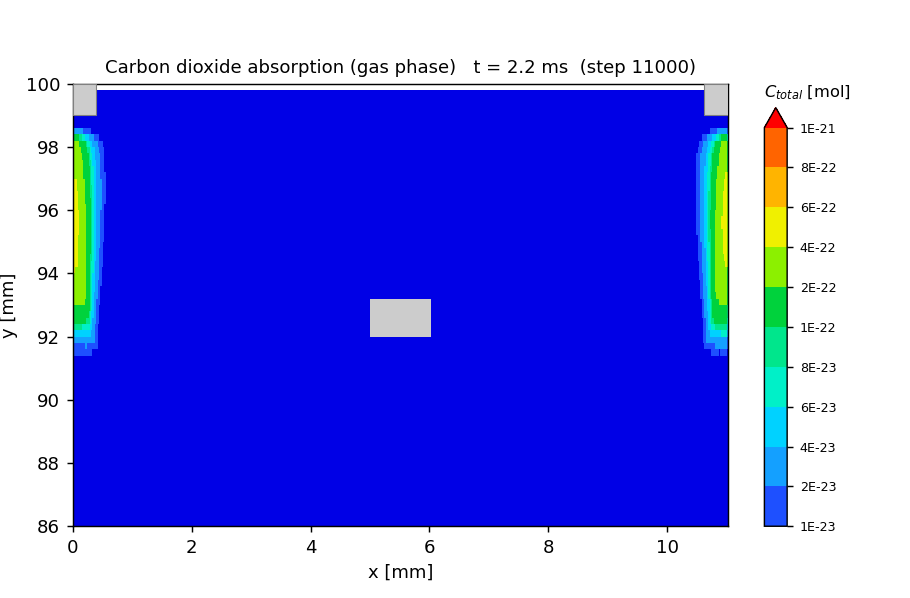 Carbon dioxide absorption (gas phase)   t = 2.2 ms  (step 11000)
C_total [mol]
1E-21
8E-22
6E-22
4E-22
2E-22
1E-22
8E-23
6E-23
4E-23
2E-23
1E-23
y [mm]
100
98
96
94
92
90
88
86
0 2 4 6 8 10
x [mm]